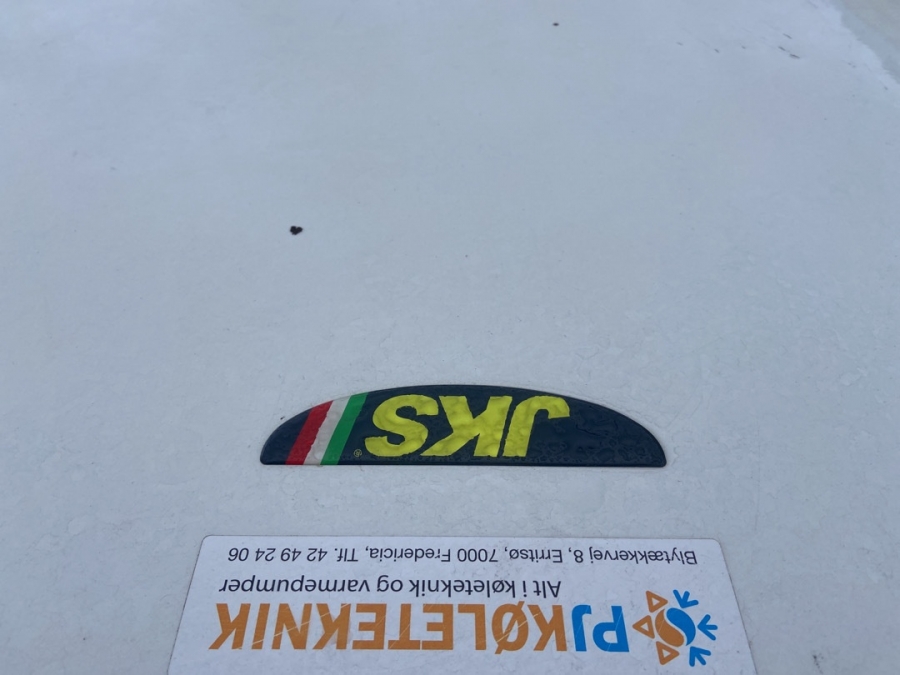 JKS
®
PJ KØLETEKNIK
Alt i køleteknik og varmepumper
Blytækkervej 8, Erritsø, 7000 Fredericia, Tlf. 42 49 24 06